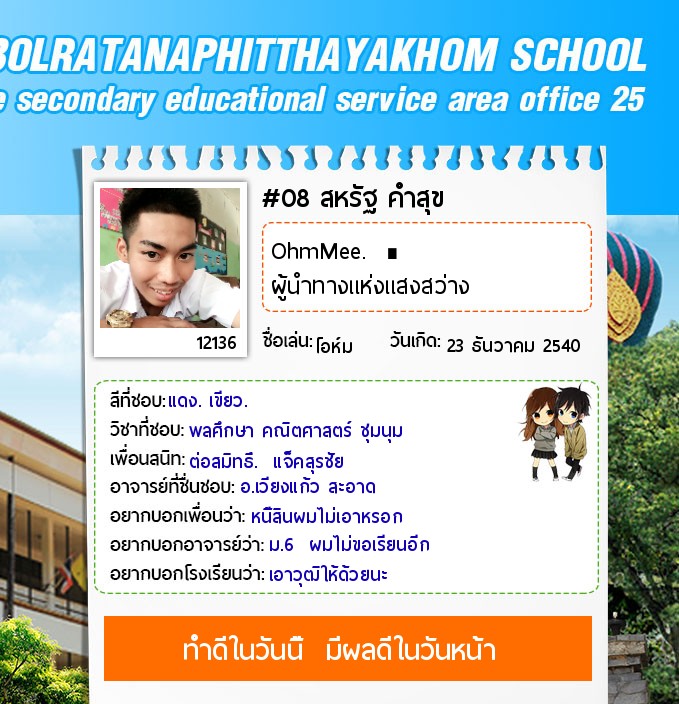 BOLRATANAPHITTHAYAKHOM SCHOOL
e secondary educational service area office 25
#08 สหรัฐ คำสุข
OhmMee. ■
ผู้นำทางแห่งแสงสว่าง
12136
ชื่อเล่น: โอห์ม วันเกิด: 23 ธันวาคม 2540
สีที่ชอบ: แดง. เขียว.
วิชาที่ชอบ: พลศึกษา คณิตศาสตร์ ชุมนุม
เพื่อนสนิท: ต่อสมิทธี. แจ็คสุรชัย
อาจารย์ที่ชื่นชอบ: อ.เวียงแก้ว ละอาด
อยากบอกเพื่อนว่า: หนี้สินผมไม่เอาหรอก
อยากบอกอาจารย์ว่า: ม.6 ผมไม่ขอเรียนอีก
อยากบอกโรงเรียนว่า: เอาวุฒิให้ด้วยนะ
ทำดีในวันนี้ มีผลดีในวันหน้า